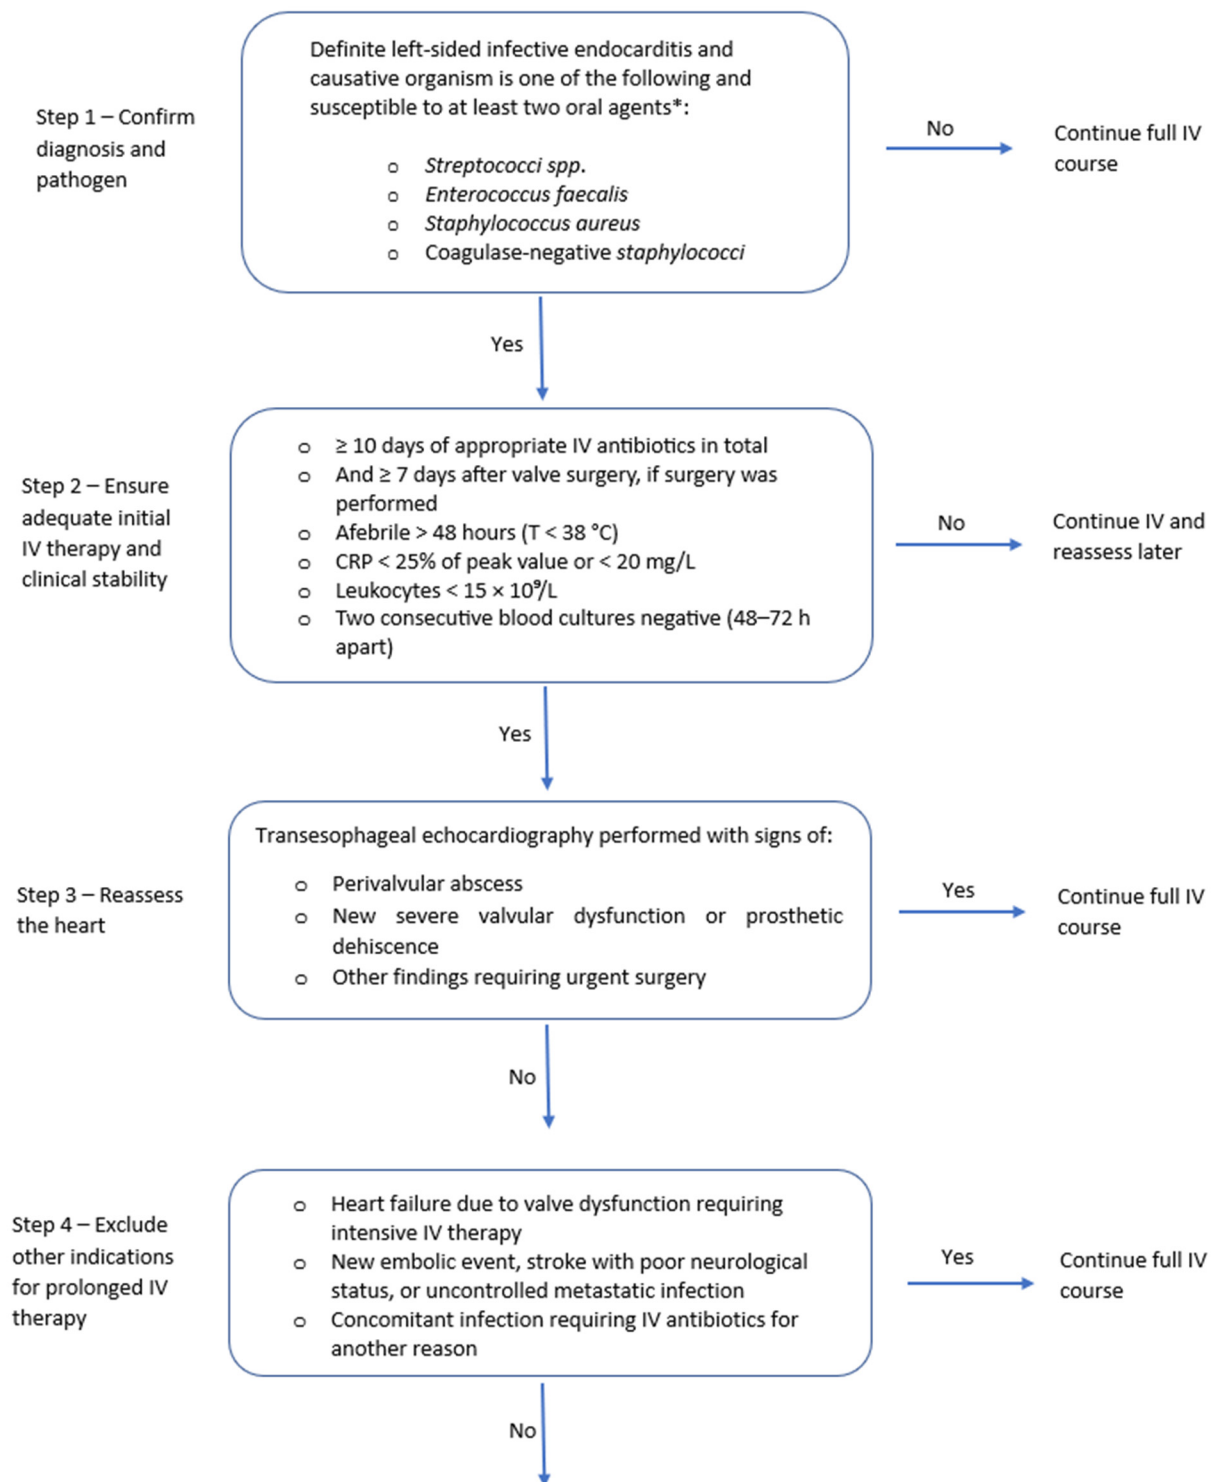 Step 1 – Confirm
diagnosis and
pathogen
Definite left-sided infective endocarditis and
causative organism is one of the following and
susceptible to at least two oral agents*:
o Streptococci spp.
o Enterococcus faecalis
o Staphylococcus aureus
o Coagulase-negative staphylococci
No
Continue full IV
course
Yes
Step 2 – Ensure
adequate initial
IV therapy and
clinical stability
o ≥ 10 days of appropriate IV antibiotics in total
o And ≥ 7 days after valve surgery, if surgery was
performed
o Afebrile > 48 hours (T < 38 °C)
o CRP < 25% of peak value or < 20 mg/L
o Leukocytes < 15 × 10⁹/L
o Two consecutive blood cultures negative (48–72 h
apart)
No
Continue IV and
reassess later
Yes
Step 3 – Reassess
the heart
Transesophageal echocardiography performed with signs of:
o Perivalvular abscess
o New severe valvular dysfunction or prosthetic
dehiscence
o Other findings requiring urgent surgery
Yes
Continue full IV
course
No
Step 4 – Exclude
other indications
for prolonged IV
therapy
o Heart failure due to valve dysfunction requiring
intensive IV therapy
o New embolic event, stroke with poor neurological
status, or uncontrolled metastatic infection
o Concomitant infection requiring IV antibiotics for
another reason
Yes
Continue full IV
course
No